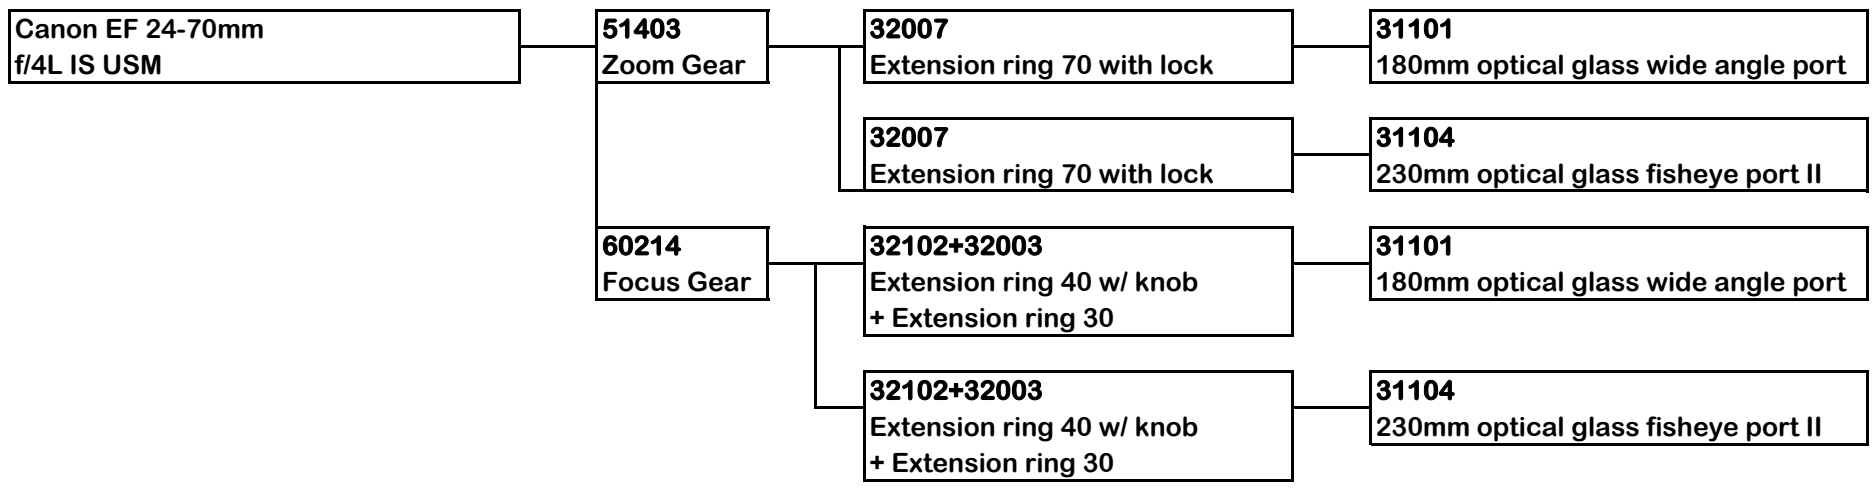 Canon EF 24-70mm
f/4L IS USM
51403
Zoom Gear
32007
Extension ring 70 with lock
31101
180mm optical glass wide angle port
32007
Extension ring 70 with lock
31104
230mm optical glass fisheye port II
60214
Focus Gear
32102+32003
Extension ring 40 w/ knob
+ Extension ring 30
31101
180mm optical glass wide angle port
32102+32003
Extension ring 40 w/ knob
+ Extension ring 30
31104
230mm optical glass fisheye port II